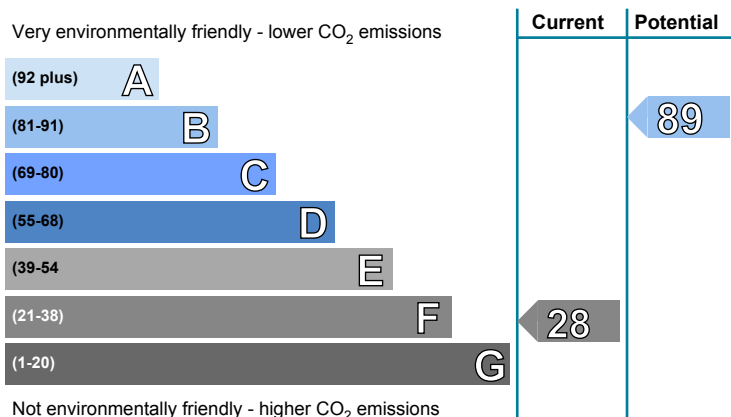 Current Potential
Very environmentally friendly - lower CO2 emissions
(92 plus) A
(81-91) B 89
(69-80) C
(55-68) D
(39-54 E
(21-38) F 28
(1-20) G
Not environmentally friendly - higher CO2 emissions